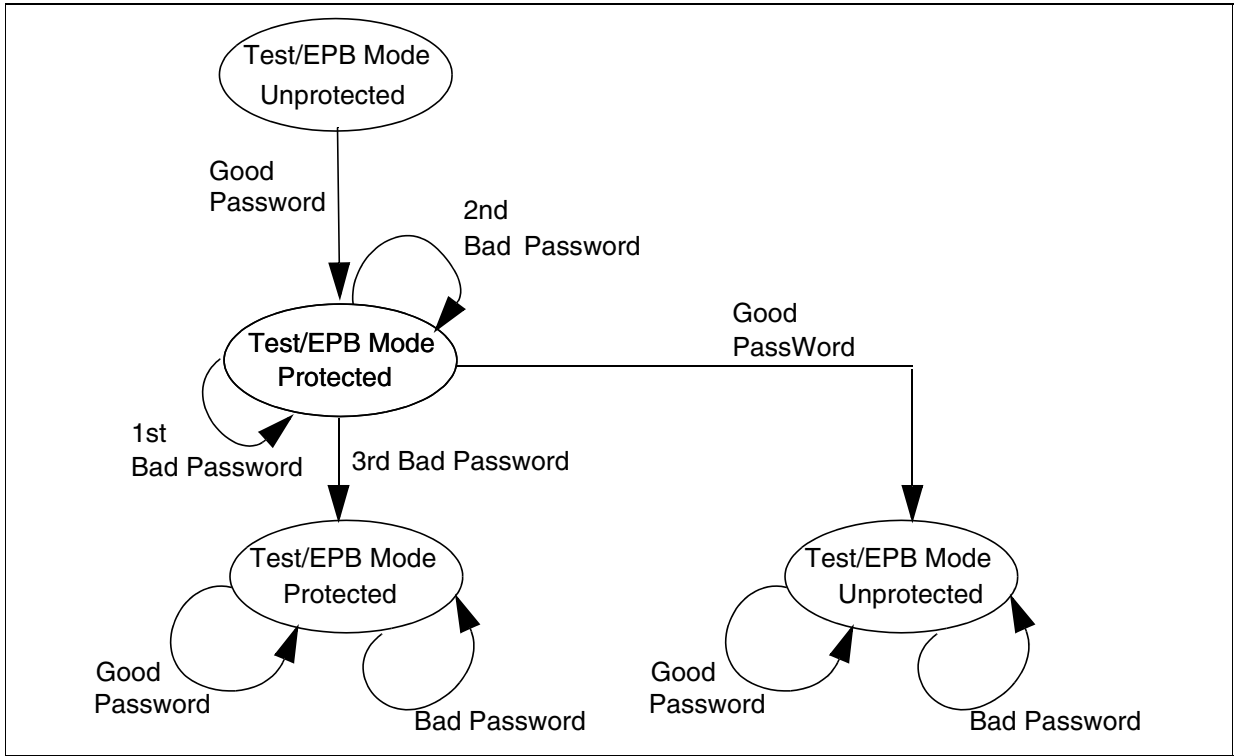 Test/EPB Mode
Unprotected
Good
Password
2nd
Bad Password
Good
PassWord
Test/EPB Mode
Protected
1st
Bad Password
3rd Bad Password
Test/EPB Mode
Protected
Test/EPB Mode
Unprotected
Good
Password
Bad Password
Good
Password
Bad Password